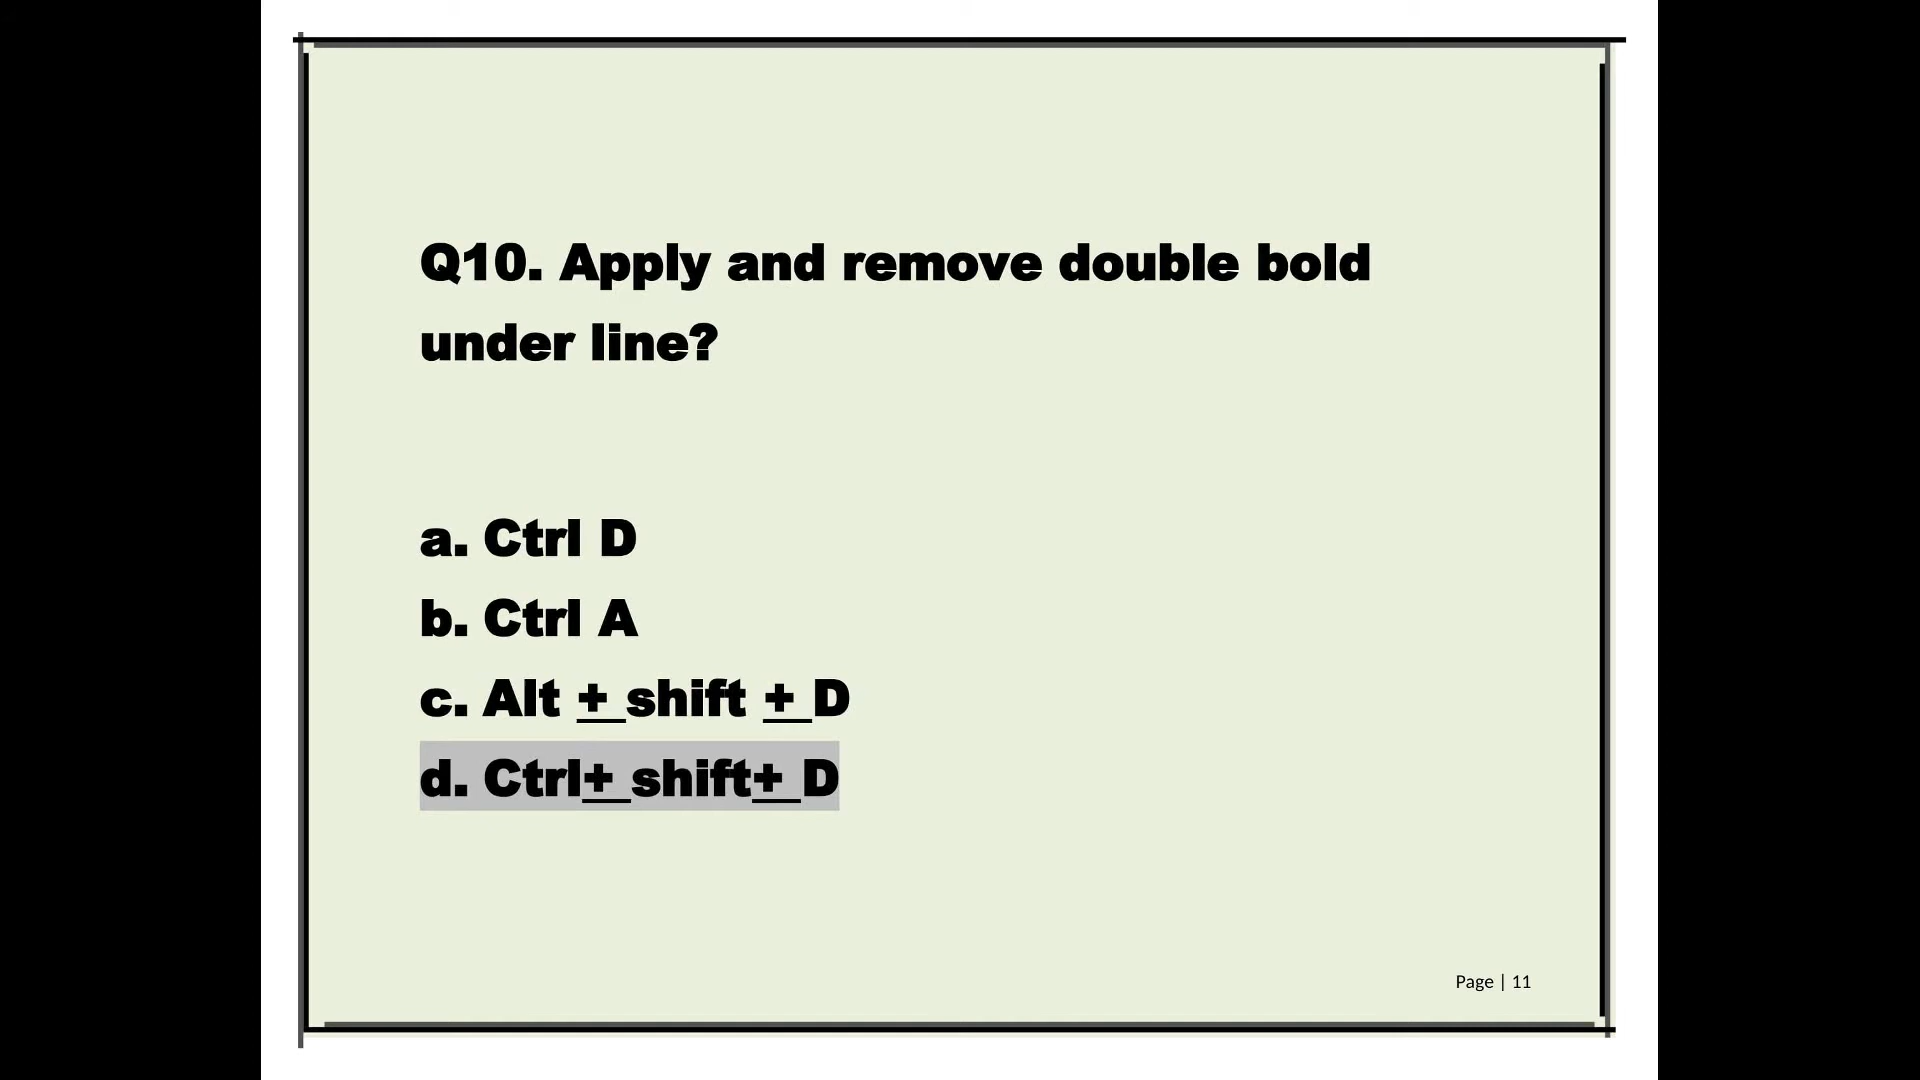 Q10. Apply and remove double bold
under line?
a. Ctrl D
b. Ctrl A
c. Alt + shift + D
d. Ctrl+ shift+ D
Page | 11